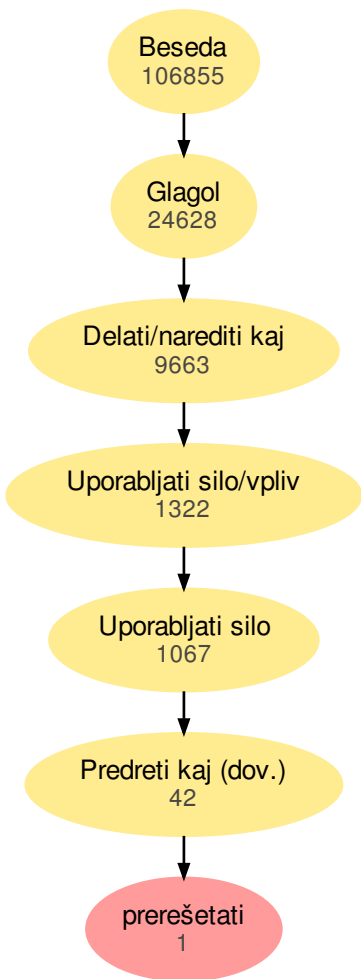 Beseda
106855
Glagol
24628
Delati/narediti kaj
9663
Uporabljati silo/vpliv
1322
Uporabljati silo
1067
Predreti kaj (dov.)
42
prerešetati
1